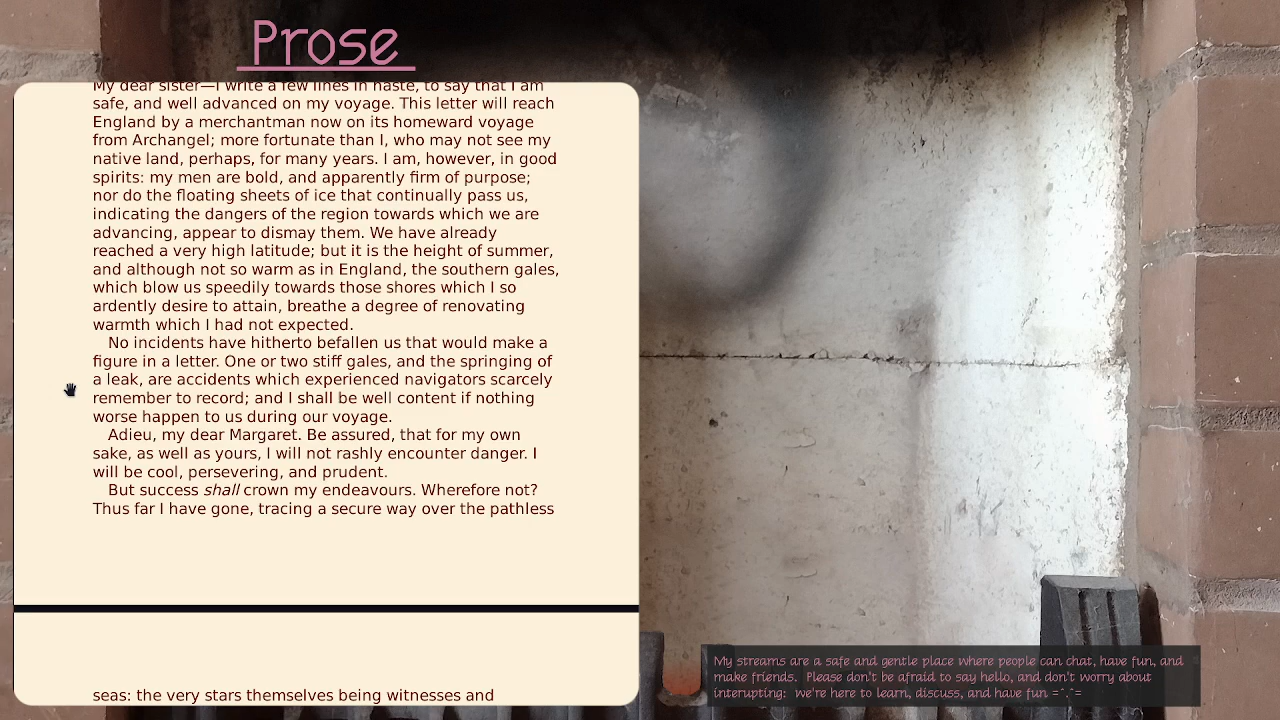 Prose
My dear sister—I write a few lines in haste, to say that I am
safe, and well advanced on my voyage. This letter will reach
England by a merchantman now on its homeward voyage
from Archangel; more fortunate than I, who may not see my
native land, perhaps, for many years. I am, however, in good
spirits: my men are bold, and apparently firm of purpose;
nor do the floating sheets of ice that continually pass us,
indicating the dangers of the region towards which we are
advancing, appear to dismay them. We have already
reached a very high latitude; but it is the height of summer,
and although not so warm as in England, the southern gales,
which blow us speedily towards those shores which I so
ardently desire to attain, breathe a degree of renovating
warmth which I had not expected.
No incidents have hitherto befallen us that would make a
figure in a letter. One or two stiff gales, and the springing of
a leak, are accidents which experienced navigators scarcely
remember to record; and I shall be well content if nothing
worse happen to us during our voyage.
Adieu, my dear Margaret. Be assured, that for my own
sake, as well as yours, I will not rashly encounter danger. I
will be cool, persevering, and prudent.
But success shall crown my endeavours. Wherefore not?
Thus far I have gone, tracing a secure way over the pathless
seas: the very stars themselves being witnesses and
My streams are a safe and gentle place where people can chat, have fun, and
make friends. Please don't be afraid to say hello, and don't worry about
interupting: we're here to learn, discuss, and have fun =^.^=